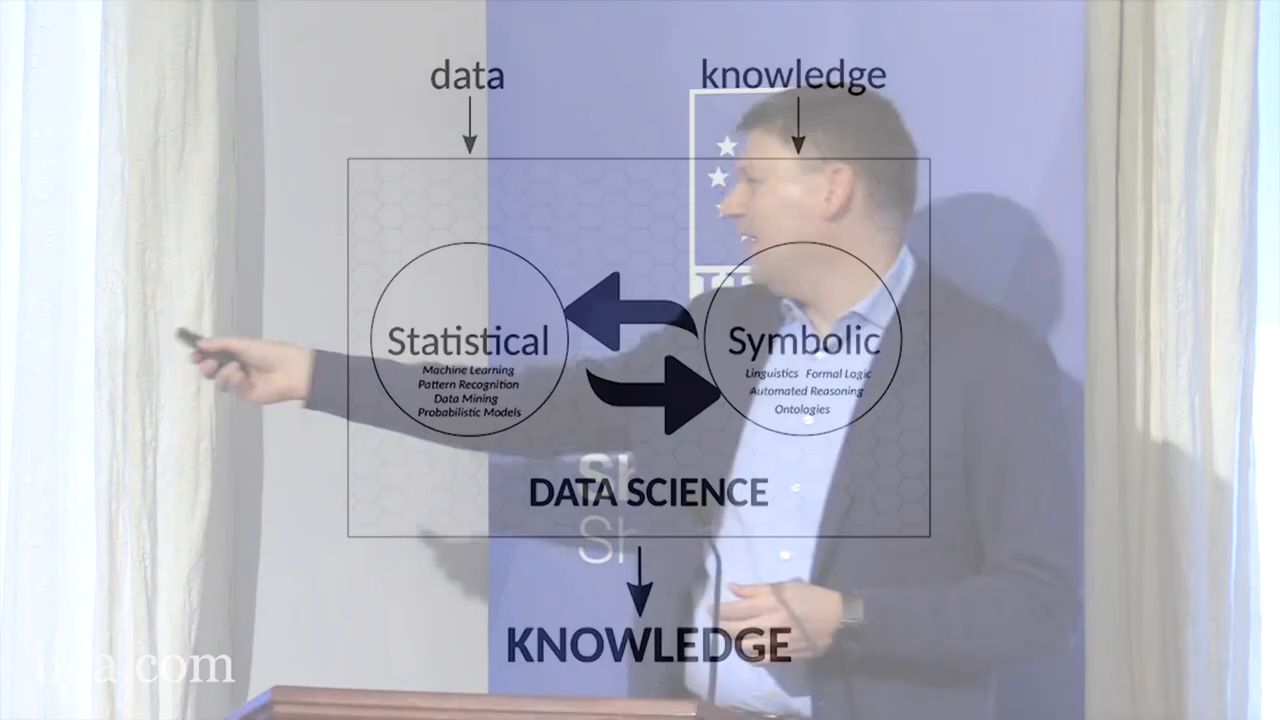 data
knowledge
Statistical
Machine Learning
Pattern Recognition
Data Mining
Probabilistic Models
Symbolic
Linguistics Formal Logic
Automated Reasoning
Ontologies
DATA SCIENCE
KNOWLEDGE